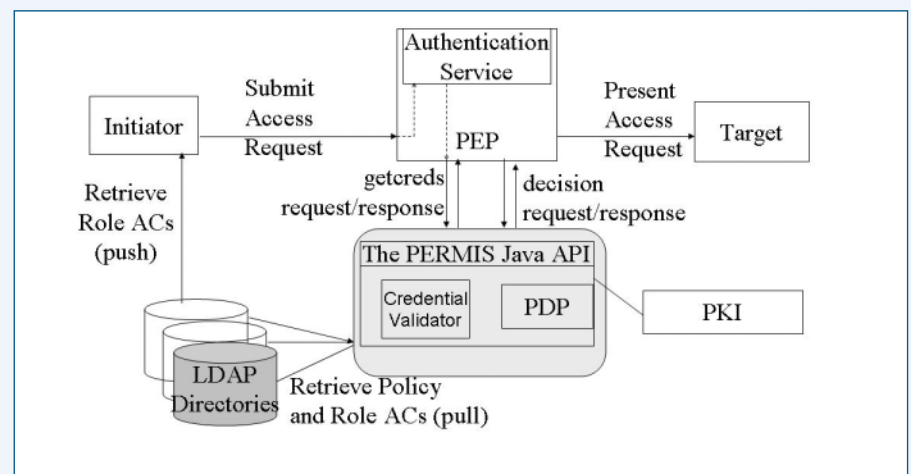 Authentication
Service
Submit
Access
Request
Present
Access
Request
Initiator
PEP
Target
getcreds
request/response
decision
request/response
Retrieve
Role ACs
(push)
The PERMIS Java API
Credential
Validator
PDP
PKI
LDAP
Directories
Retrieve Policy
and Role ACs (pull)